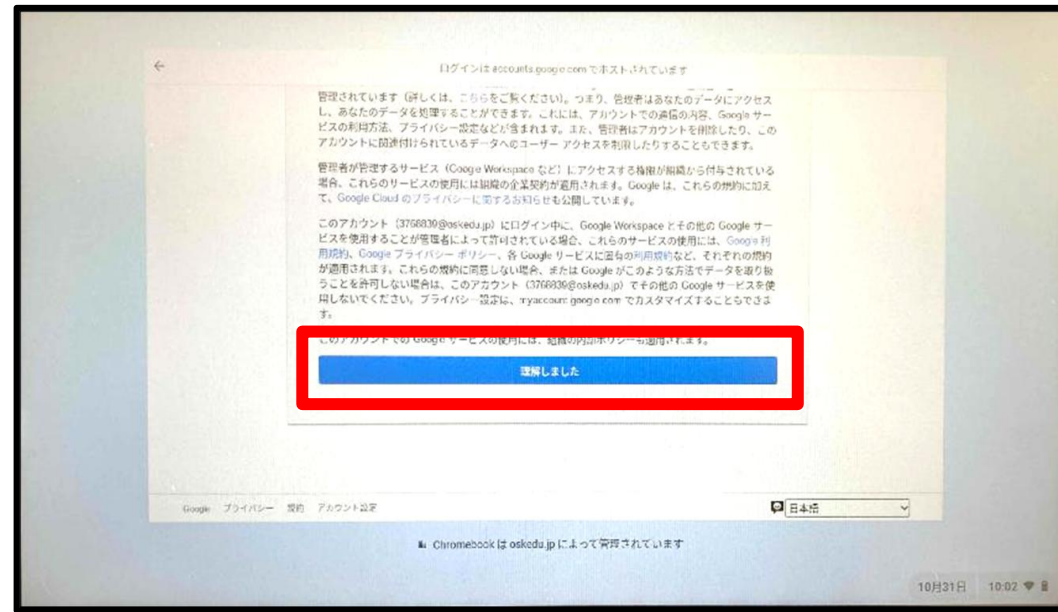 ログインは accounts.google.com でホストされています
管理されています（詳しくは、こちらをご覧ください）。つまり、管理者はあなたのデータにアクセス
し、あなたのデータを処理することができます。これには、アカウントでの通信の内容、Google サー
ビスの利用方法、プライバシー設定などが含まれます。また、管理者はアカウントを削除したり、この
アカウントに関連付けられているデータへのユーザー アクセスを制限したりすることもできます。
管理者が管理するサービス（Google Workspace など）にアクセスする権限が組織から付与されている
場合、これらのサービスの使用には組織の企業契約が適用されます。Google は、これらの規約に加え
て、Google Cloud のプライバシーに関するお知らせも公開しています。
このアカウント（3768839@oskedu.jp）にログイン中に、Google Workspace とその他の Google サー
ビスを使用することが管理者によって許可されている場合、これらのサービスの使用には、Google 利
用規約、Google プライバシー ポリシー、各 Google サービスに固有の利用規約など、それぞれの規約
が適用されます。これらの規約に同意しない場合、または Google がこのような方法でデータを取り扱
うことを許可しない場合は、このアカウント（3768839@oskedu.jp）でその他の Google サービスを使
用しないでください。プライバシー設定は、myaccount.google.com でカスタマイズすることもできま
す。
このアカウントでの Google サービスの使用には、組織の内部ポリシーも適用されます。
理解しました
Google プライバシー 規約 アカウント設定
日本語
Chromebook は oskedu.jp によって管理されています
10月31日 10:02